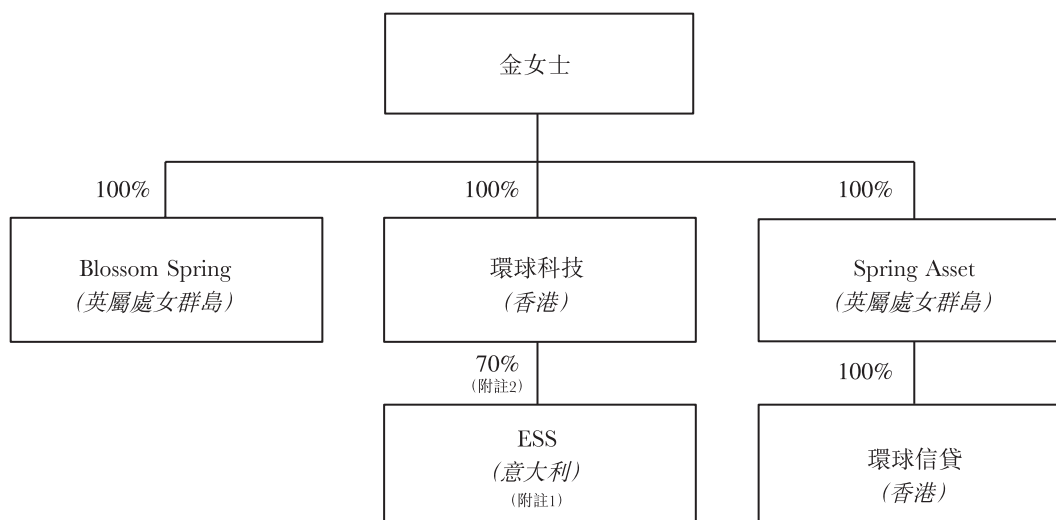 金女士
100%
100%
100%
Blossom Spring
(英屬處女群島)
環球科技
(香港)
Spring Asset
(英屬處女群島)
70%
(附註2)
100%
ESS
(意大利)
(附註1)
環球信貸
(香港)